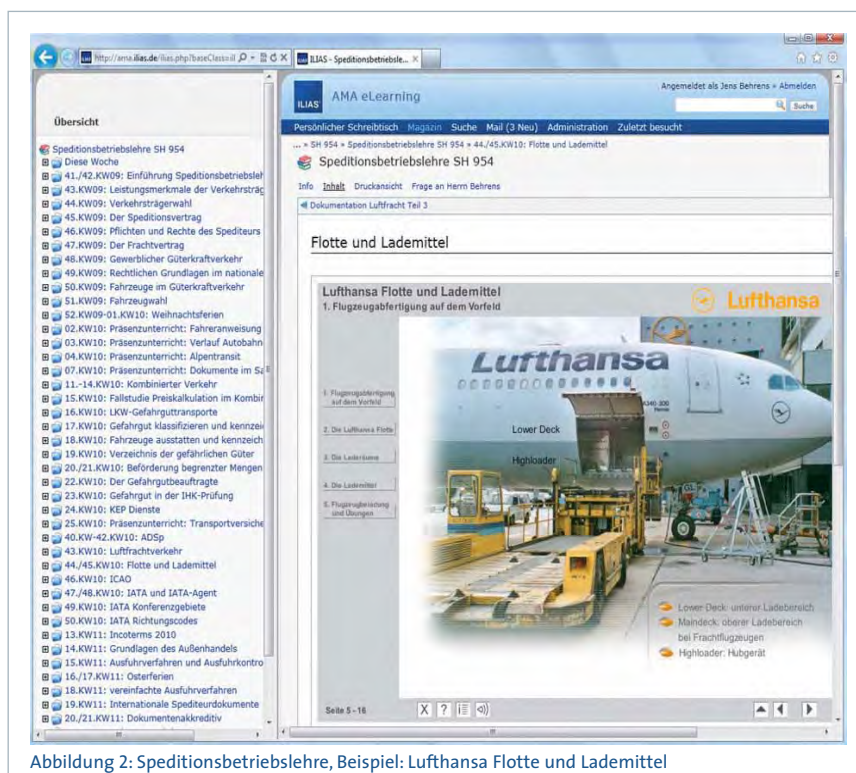 http://ama.ilias.de/ilias.php?baseClass=il
ILIAS - Speditionsbetriebsle...
Übersicht
Speditionsbetriebslehre SH 954
Diese Woche
41./42.KW09: Einführung Speditionsbetriebsleh
43.KW09: Leistungsmerkmale der Verkehrsträg
44.KW09: Verkehrsträgerwahl
45.KW09: Der Speditionsvertrag
46.KW09: Pflichten und Rechte des Spediteurs
47.KW09: Der Frachtvertrag
48.KW09: Gewerblicher Güterkraftverkehr
49.KW09: Rechtlichen Grundlagen im nationale
50.KW09: Fahrzeuge im Güterkraftverkehr
51.KW09: Fahrzeugwahl
52.KW09-01.KW10: Weihnachtsferien
02.KW10: Präsenzunterricht: Fahreranweisung
03.KW10: Präsenzunterricht: Verlauf Autobahn
04.KW10: Präsenzunterricht: Alpentransit
07.KW10: Präsenzunterricht: Dokumente im Sa
11.-14.KW10: Kombinierter Verkehr
15.KW10: Fallstudie Preiskalkulation im Kombin
16.KW10: LKW-Gefahrguttransporte
17.KW10: Gefahrgut klassifizieren und kennzei
18.KW10: Fahrzeuge ausstatten und kennzeich
19.KW10: Verzeichnis der gefährlichen Güter
20./21.KW10: Beförderung begrenzter Mengen
22.KW10: Der Gefahrgutbeauftragte
23.KW10: Gefahrgut in der IHK-Prüfung
24.KW10: KEP Dienste
25.KW10: Präsenzunterricht: Transportversiche
40.KW-42.KW10: ADSp
43.KW10: Luftfrachtverkehr
44./45.KW10: Flotte und Lademittel
46.KW10: ICAO
47./48.KW10: IATA und IATA-Agent
49.KW10: IATA Konferenzgebiete
50.KW10: IATA Richtungscodes
13.KW11: Incoterms 2010
14.KW11: Grundlagen des Außenhandels
15.KW11: Ausfuhrverfahren und Ausfuhrkontro
16./17.KW11: Osterferien
18.KW11: vereinfachte Ausfuhrverfahren
19.KW11: Internationale Spediteurdokumente
20./21.KW11: Dokumentenakkreditiv
ILIAS
AMA eLearning
Angemeldet als Jens Behrens » Abmelden
Suche
Persönlicher Schreibtisch Magazin Suche Mail (3 Neu) Administration Zuletzt besucht
... » SH 954 » Speditionsbetriebslehre SH 954 » 44./45.KW10: Flotte und Lademittel
Speditionsbetriebslehre SH 954
Info Inhalt Druckansicht Frage an Herrn Behrens
Dokumentation Luftfracht Teil 3
Flotte und Lademittel
Lufthansa Flotte und Lademittel
1. Flugzeugabfertigung auf dem Vorfeld
Lufthansa
Lufthansa
A340-300
1. Flugzeugabfertigung
auf dem Vorfeld
2. Die Lufthansa Flotte
3. Die Laderäume
4. Die Lademittel
5. Flugzeugbeladung
und Übungen
Lower Deck
Highloader
GL
Lower Deck: unterer Ladebereich
Maindeck: oberer Ladebereich
bei Frachtflugzeugen
Highloader: Hubgerät
Seite 5 - 16
X ?
Abbildung 2: Speditionsbetriebslehre, Beispiel: Lufthansa Flotte und Lademittel